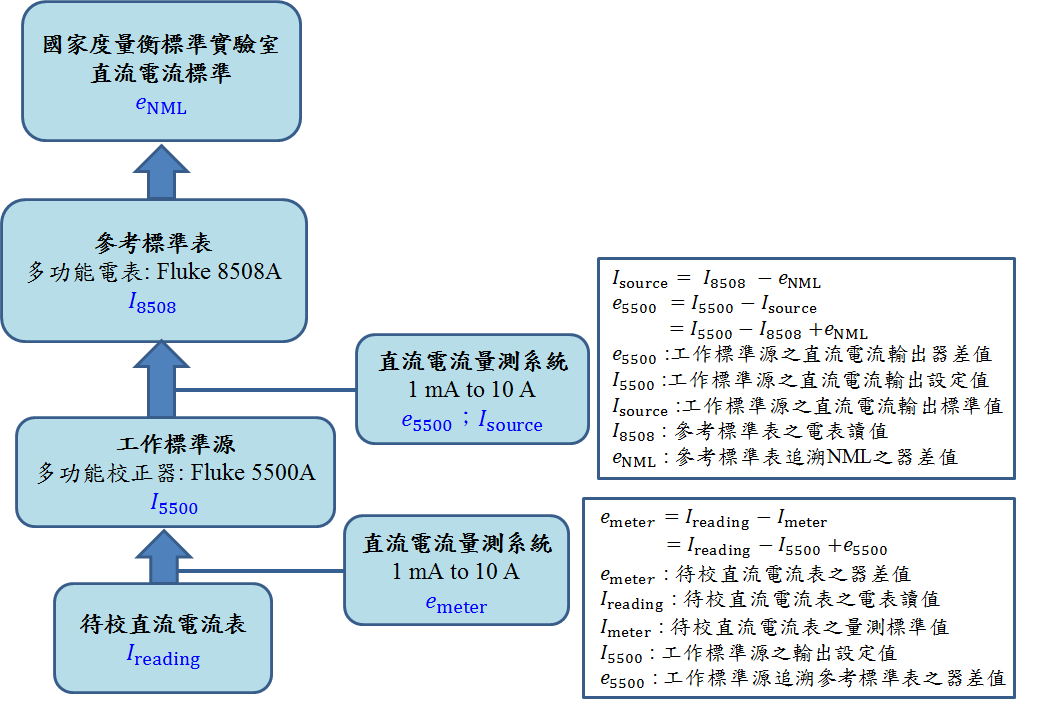 國家度量衡標準實驗室
直流電流標準
eNML
參考標準表
多功能電表: Fluke 8508A
I8508
直流電流量測系統
1 mA to 10 A
e5500；Isource
工作標準源
多功能校正器: Fluke 5500A
I5500
直流電流量測系統
1 mA to 10 A
emeter
待校直流電流表
Ireading
Isource = I8508 − eNML
e5500 = I5500 − Isource
= I5500 − I8508 +eNML
e5500 :工作標準源之直流電流輸出器差值
I5500 :工作標準源之直流電流輸出設定值
Isource :工作標準源之直流電流輸出標準值
I8508 : 參考標準表之電表讀值
eNML : 參考標準表追溯NML之器差值
emeter = Ireading − Imeter
= Ireading − I5500 +e5500
emeter : 待校直流電流表之器差值
Ireading : 待校直流電流表之電表讀值
Imeter : 待校直流電流表之量測標準值
I5500 : 工作標準源之輸出設定值
e5500 : 工作標準源追溯參考標準表之器差值